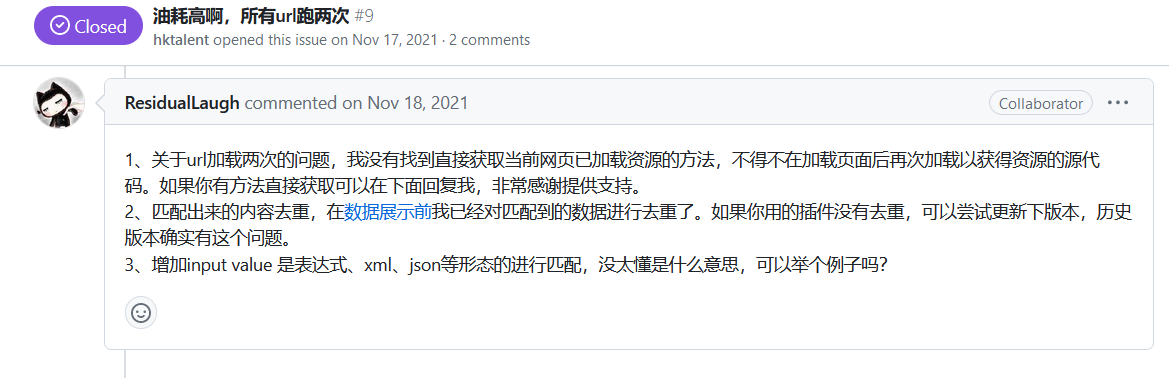 Closed
油耗高啊，所有url跑两次 #9
hktalent opened this issue on Nov 17, 2021 · 2 comments
ResidualLaugh commented on Nov 18, 2021
Collaborator
1、关于url加载两次的问题，我没有找到直接获取当前网页已加载资源的方法，不得不在加载页面后再次加载以获得资源的源代
码。如果你有方法直接获取可以在下面回复我，非常感谢提供支持。
2、匹配出来的内容去重，在数据展示前我已经对匹配到的数据进行去重了。如果你用的插件没有去重，可以尝试更新下版本，历史
版本确实有这个问题。
3、增加input value 是表达式、xml、json等形态的进行匹配，没太懂是什么意思，可以举个例子吗？